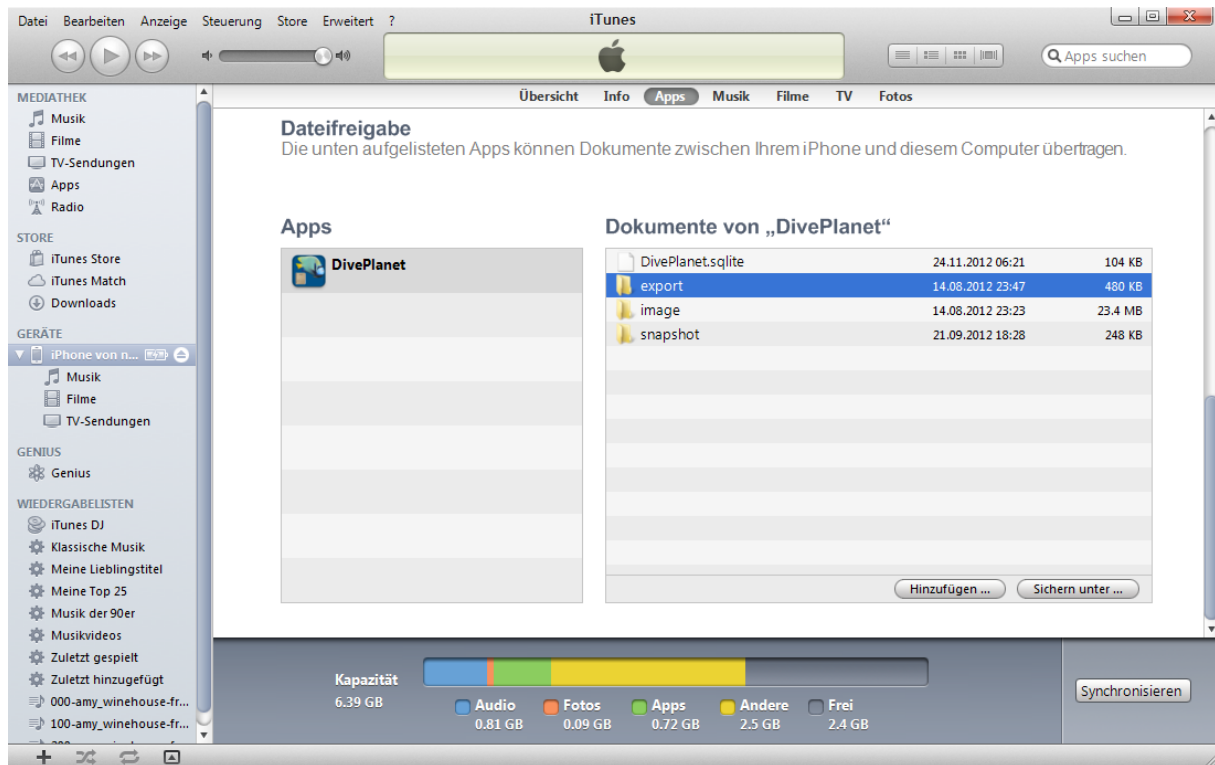 Datei Bearbeiten Anzeige Steuerung Store Erweitert ?
iTunes
Apps suchen
MEDIATHEK
Musik
Filme
TV-Sendungen
Apps
Radio
STORE
iTunes Store
iTunes Match
Downloads
GERÄTE
iPhone von n...
Musik
Filme
TV-Sendungen
GENIUS
Genius
WIEDERGABELISTEN
iTunes DJ
Klassische Musik
Meine Lieblingstitel
Meine Top 25
Musik der 90er
Musikvideos
Zuletzt gespielt
Zuletzt hinzugefügt
000-amy_winehouse-fr...
100-amy_winehouse-fr...
Übersicht Info Apps Musik Filme TV Fotos
Dateifreigabe
Die unten aufgelisteten Apps können Dokumente zwischen Ihrem iPhone und diesem Computer übertragen.
Apps
DivePlanet
Dokumente von „DivePlanet“
DivePlanet.sqlite 24.11.2012 06:21 104 KB
export 14.08.2012 23:47 480 KB
image 14.08.2012 23:23 23.4 MB
snapshot 21.09.2012 18:28 248 KB
Hinzufügen ... Sichern unter ...
Kapazität
6.39 GB
Audio Fotos Apps Andere Frei
0.81 GB 0.09 GB 0.72 GB 2.5 GB 2.4 GB
Synchronisieren